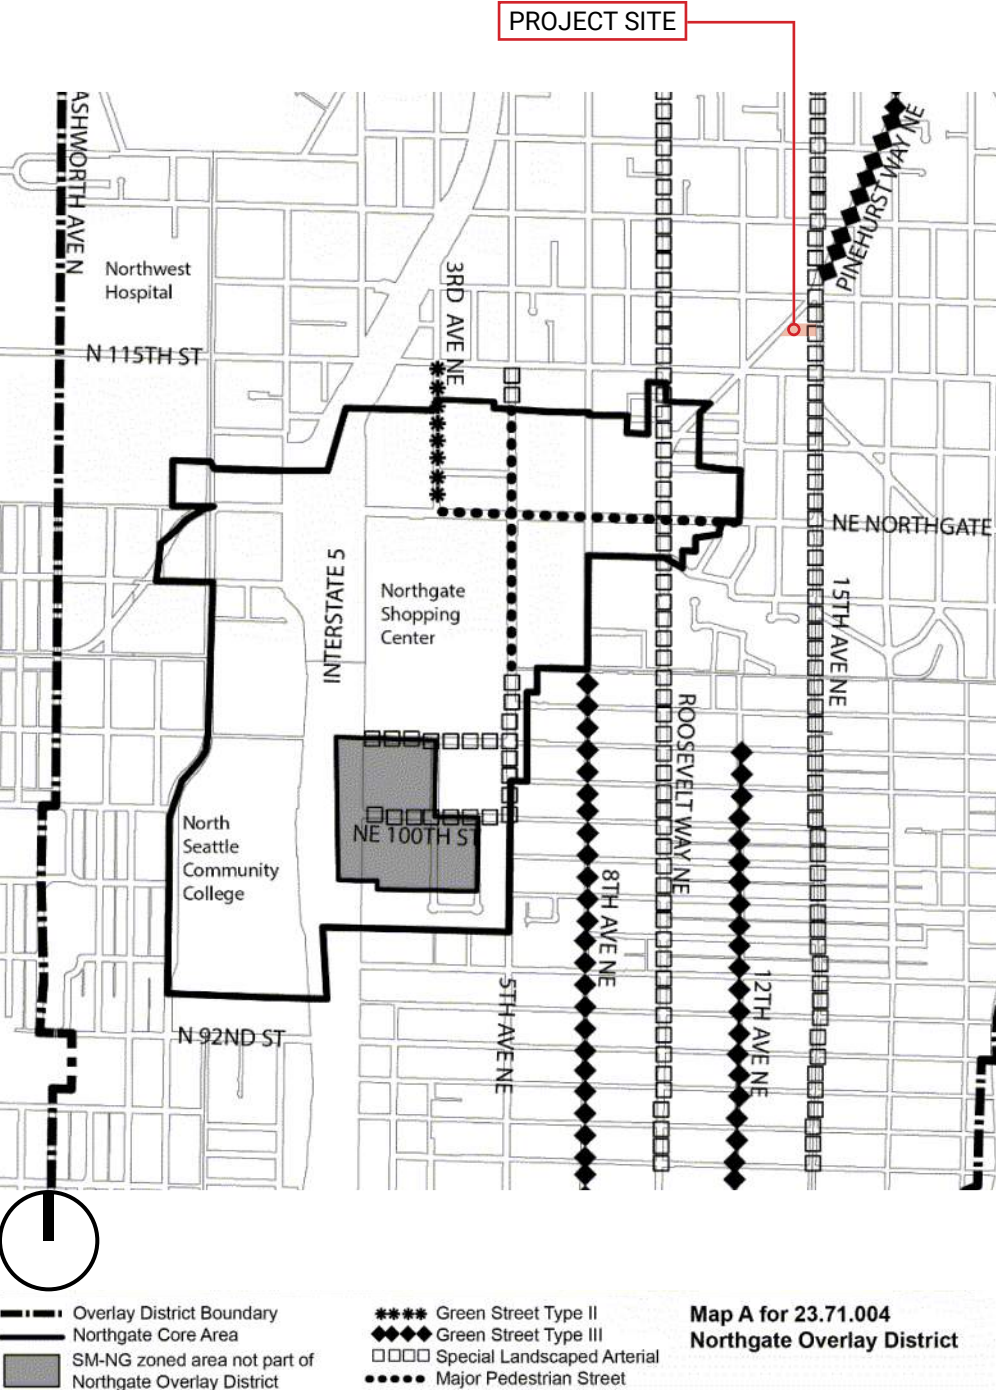 PROJECT SITE
ASHWORTH AVE N
PINEHURST WAY NE
Northwest
Hospital
3RD AVE NE
N 115TH ST
NE NORTHGATE
INTERSTATE 5
Northgate
Shopping
Center
15TH AVE NE
ROOSEVELT WAY NE
North
Seattle
Community
College
NE 100TH ST
8TH AVE NE
12TH AVE NE
5TH AVE NE
N 92ND ST
Overlay District Boundary
Northgate Core Area
SM-NG zoned area not part of
Northgate Overlay District
Green Street Type II
Green Street Type III
Special Landscaped Arterial
Major Pedestrian Street
Map A for 23.71.004
Northgate Overlay District